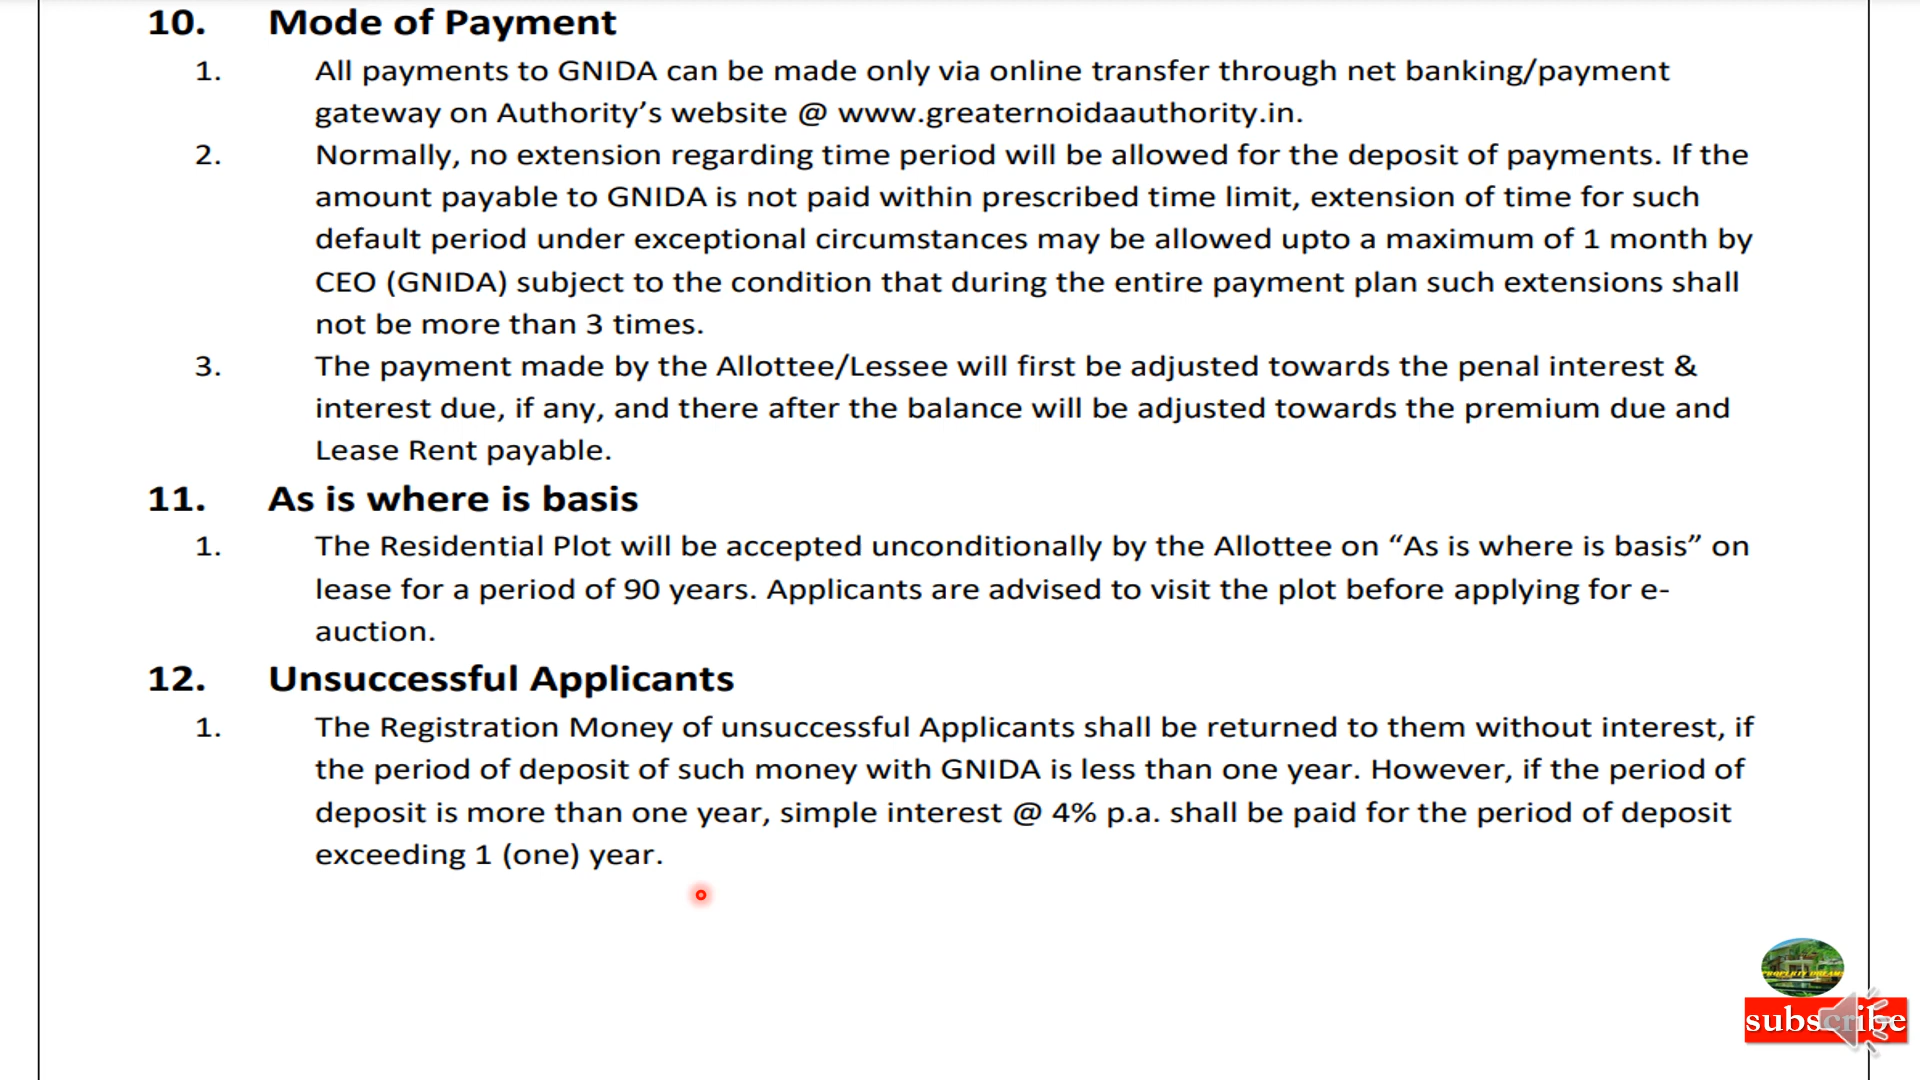 10. Mode of Payment
1. All payments to GNIDA can be made only via online transfer through net banking/payment
gateway on Authority’s website @ www.greaternoidaauthority.in.
2. Normally, no extension regarding time period will be allowed for the deposit of payments. If the
amount payable to GNIDA is not paid within prescribed time limit, extension of time for such
default period under exceptional circumstances may be allowed upto a maximum of 1 month by
CEO (GNIDA) subject to the condition that during the entire payment plan such extensions shall
not be more than 3 times.
3. The payment made by the Allottee/Lessee will first be adjusted towards the penal interest &
interest due, if any, and there after the balance will be adjusted towards the premium due and
Lease Rent payable.
11. As is where is basis
1. The Residential Plot will be accepted unconditionally by the Allottee on “As is where is basis” on
lease for a period of 90 years. Applicants are advised to visit the plot before applying for e-
auction.
12. Unsuccessful Applicants
1. The Registration Money of unsuccessful Applicants shall be returned to them without interest, if
the period of deposit of such money with GNIDA is less than one year. However, if the period of
deposit is more than one year, simple interest @ 4% p.a. shall be paid for the period of deposit
exceeding 1 (one) year.
subscribe